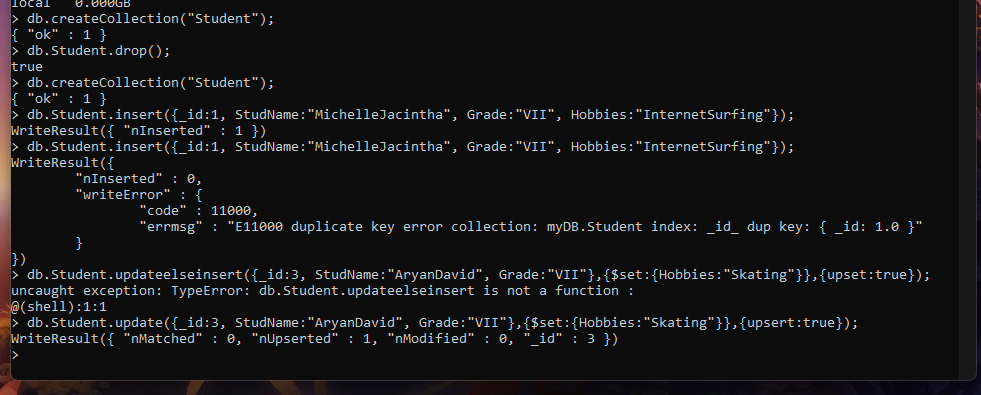 local   0.000GB
> db.createCollection("Student");
{ "ok" : 1 }
> db.Student.drop();
true
> db.createCollection("Student");
{ "ok" : 1 }
> db.Student.insert({_id:1, StudName:"MichelleJacintha", Grade:"VII", Hobbies:"InternetSurfing"});
WriteResult({ "nInserted" : 1 })
> db.Student.insert({_id:1, StudName:"MichelleJacintha", Grade:"VII", Hobbies:"InternetSurfing"});
WriteResult({
        "nInserted" : 0,
        "writeError" : {
                "code" : 11000,
                "errmsg" : "E11000 duplicate key error collection: myDB.Student index: _id_ dup key: { _id: 1.0 }"
        }
})
> db.Student.updateelseinsert({_id:3, StudName:"AryanDavid", Grade:"VII"},{$set:{Hobbies:"Skating"}},{upset:true});
uncaught exception: TypeError: db.Student.updateelseinsert is not a function :
@(shell):1:1
> db.Student.update({_id:3, StudName:"AryanDavid", Grade:"VII"},{$set:{Hobbies:"Skating"}},{upsert:true});
WriteResult({ "nMatched" : 0, "nUpserted" : 1, "nModified" : 0, "_id" : 3 })
>